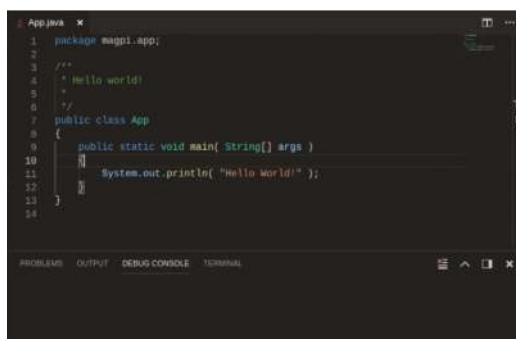 App.java
1 package magpi.app;
2
3 /**
4 * Hello world!
5 *
6 */
7 public class App
8 {
9 public static void main( String[] args )
10 {
11 System.out.println( "Hello World!" );
12 }
13 }
14
PROBLEMS OUTPUT DEBUG CONSOLE TERMINAL